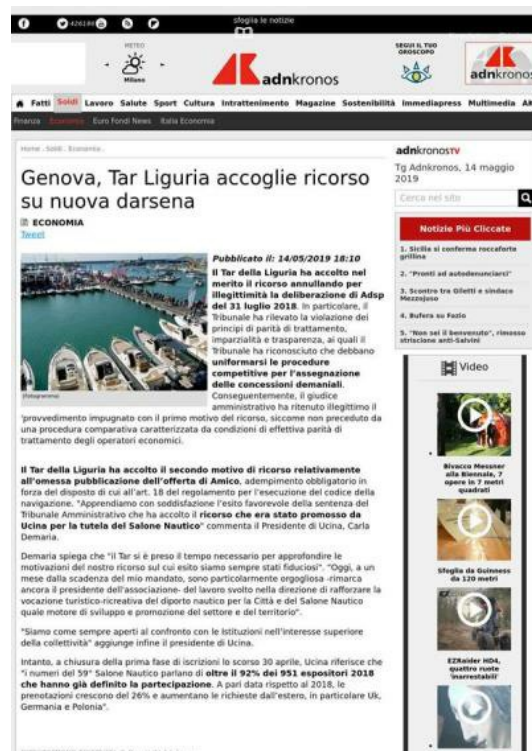 426188
sfoglia le notizie
METEO
Milano
adnkronos
SEGUI IL TUO
OROSCOPO
adnkronos
Fatti Soldi Lavoro Salute Sport Cultura Intrattenimento Magazine Sostenibilità Immediapress Multimedia AK
Finanza Economia Euro Fondi News Italia Economia
Home . Soldi . Economia .
Genova, Tar Liguria accoglie ricorso
su nuova darsena
ECONOMIA
Tweet
(Fotogramma)
Pubblicato il: 14/05/2019 18:10
Il Tar della Liguria ha accolto nel
merito il ricorso annullando per
illegittimità la deliberazione di Adsp
del 31 luglio 2018. In particolare, il
Tribunale ha rilevato la violazione dei
principi di parità di trattamento,
imparzialità e trasparenza, ai quali il
Tribunale ha riconosciuto che debbano
uniformarsi le procedure
competitive per l'assegnazione
delle concessioni demaniali.
Conseguentemente, il giudice
amministrativo ha ritenuto illegittimo il
'provvedimento impugnato con il primo motivo del ricorso, siccome non preceduto da
una procedura comparativa caratterizzata da condizioni di effettiva parità di
trattamento degli operatori economici.
Il Tar della Liguria ha accolto il secondo motivo di ricorso relativamente
all'omessa pubblicazione dell'offerta di Amico, adempimento obbligatorio in
forza del disposto di cui all'art. 18 del regolamento per l'esecuzione del codice della
navigazione. "Apprendiamo con soddisfazione l'esito favorevole della sentenza del
Tribunale Amministrativo che ha accolto il ricorso che era stato promosso da
Ucina per la tutela del Salone Nautico" commenta il Presidente di Ucina, Carla
Demaria.
Demaria spiega che "il Tar si è preso il tempo necessario per approfondire le
motivazioni del nostro ricorso sul cui esito siamo sempre stati fiduciosi". "Oggi, a un
mese dalla scadenza del mio mandato, sono particolarmente orgogliosa -rimarca
ancora il presidente dell'associazione- del lavoro svolto nella direzione di rafforzare la
vocazione turistico-ricreativa del diporto nautico per la Città e del Salone Nautico
quale motore di sviluppo e promozione del settore e del territorio".
"Siamo come sempre aperti al confronto con le Istituzioni nell'interesse superiore
della collettività" aggiunge infine il presidente di Ucina.
Intanto, a chiusura della prima fase di iscrizioni lo scorso 30 aprile, Ucina riferisce che
"i numeri del 59° Salone Nautico parlano di oltre il 92% dei 951 espositori 2018
che hanno già definito la partecipazione. A pari data rispetto al 2018, le
prenotazioni crescono del 26% e aumentano le richieste dall'estero, in particolare Uk,
Germania e Polonia".
adnkronosTV
Tg Adnkronos, 14 maggio
2019
Cerca nel sito
Notizie Più Cliccate
1. Sicilia si conferma roccaforte
grillina
2. "Pronti ad autodenunciarci"
3. Scontro tra Giletti e sindaco
Mezzojuso
4. Bufera su Fazio
5. "Non sei il benvenuto", rimosso
striscione anti-Salvini
Video
Bivacco Messner
alla Biennale, 7
opere in 7 metri
quadrati
Sfoglia da Guinness
da 120 metri
EZRaider HD4,
quattro ruote
'inarrestabili'